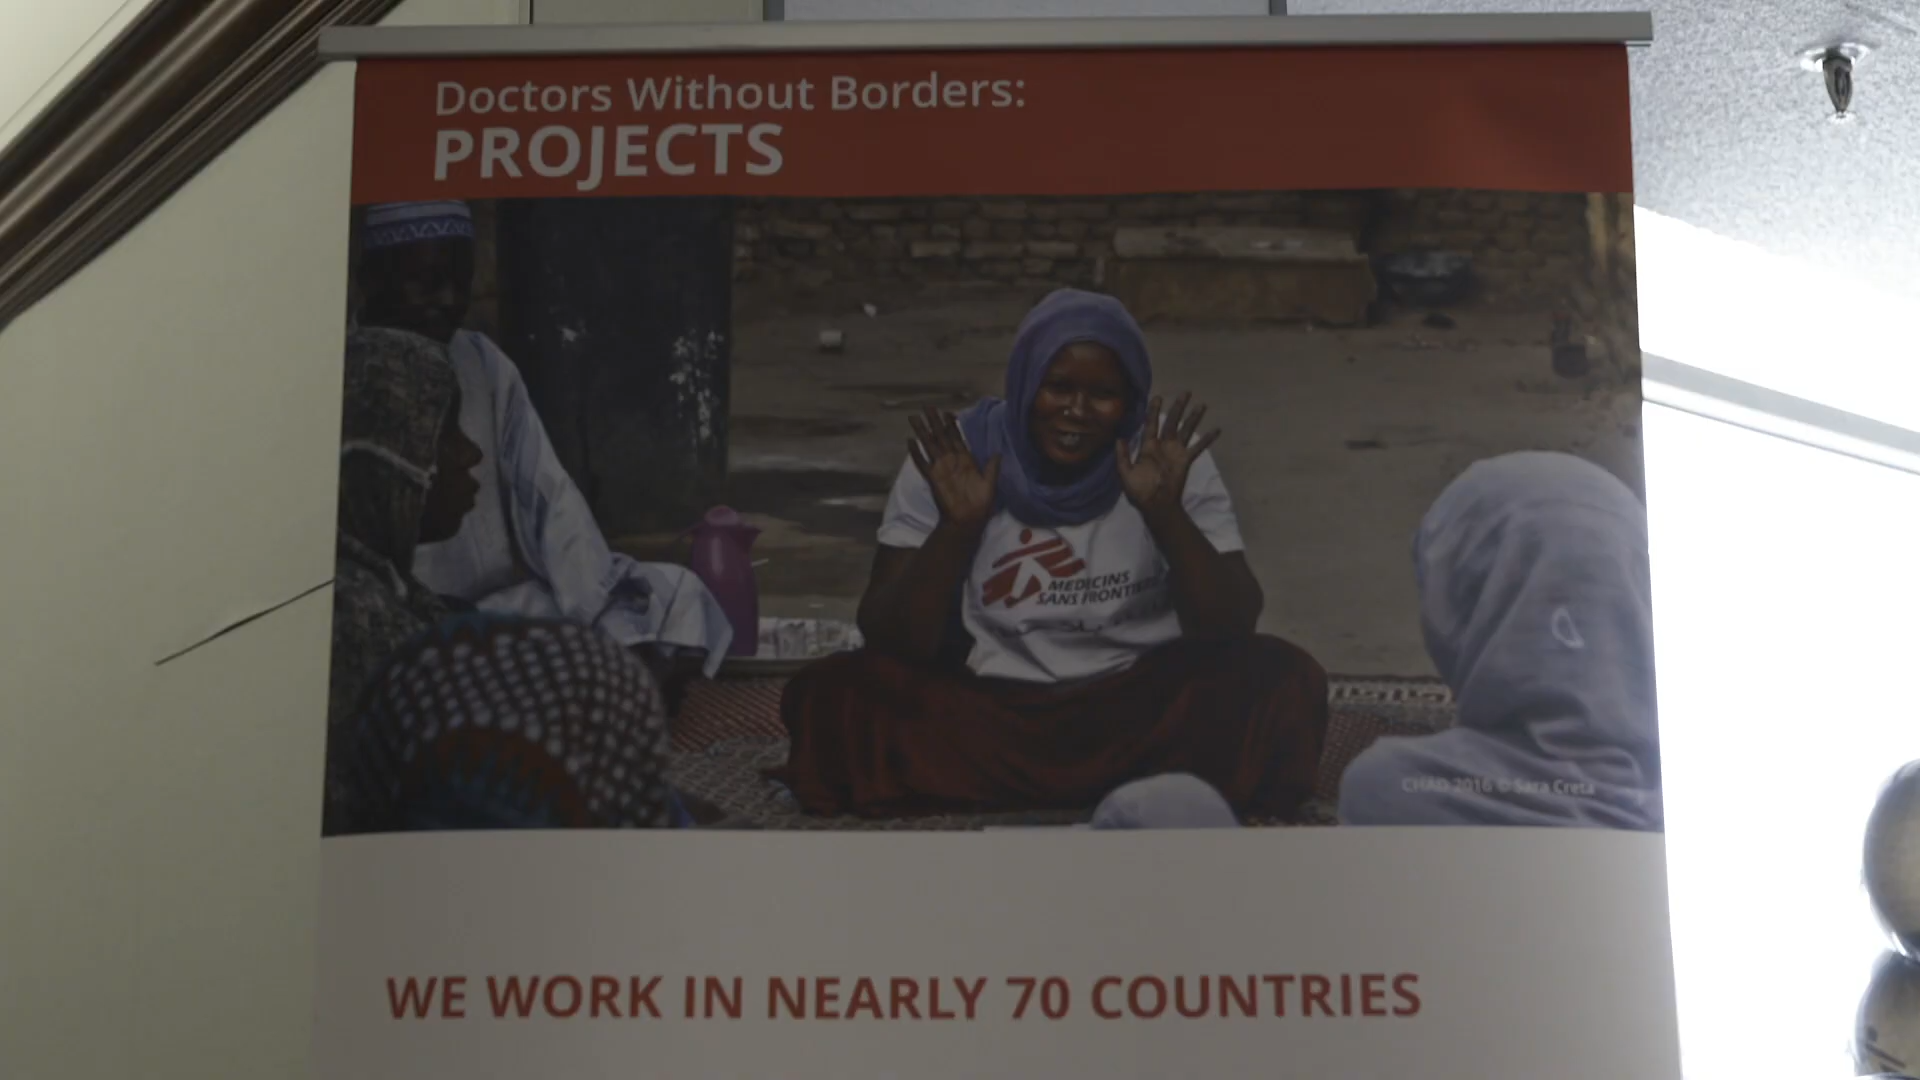 Doctors Without Borders:
PROJECTS
MEDECINS
SANS FRONTIERES
CHAD 2016 © Sara Creta
WE WORK IN NEARLY 70 COUNTRIES